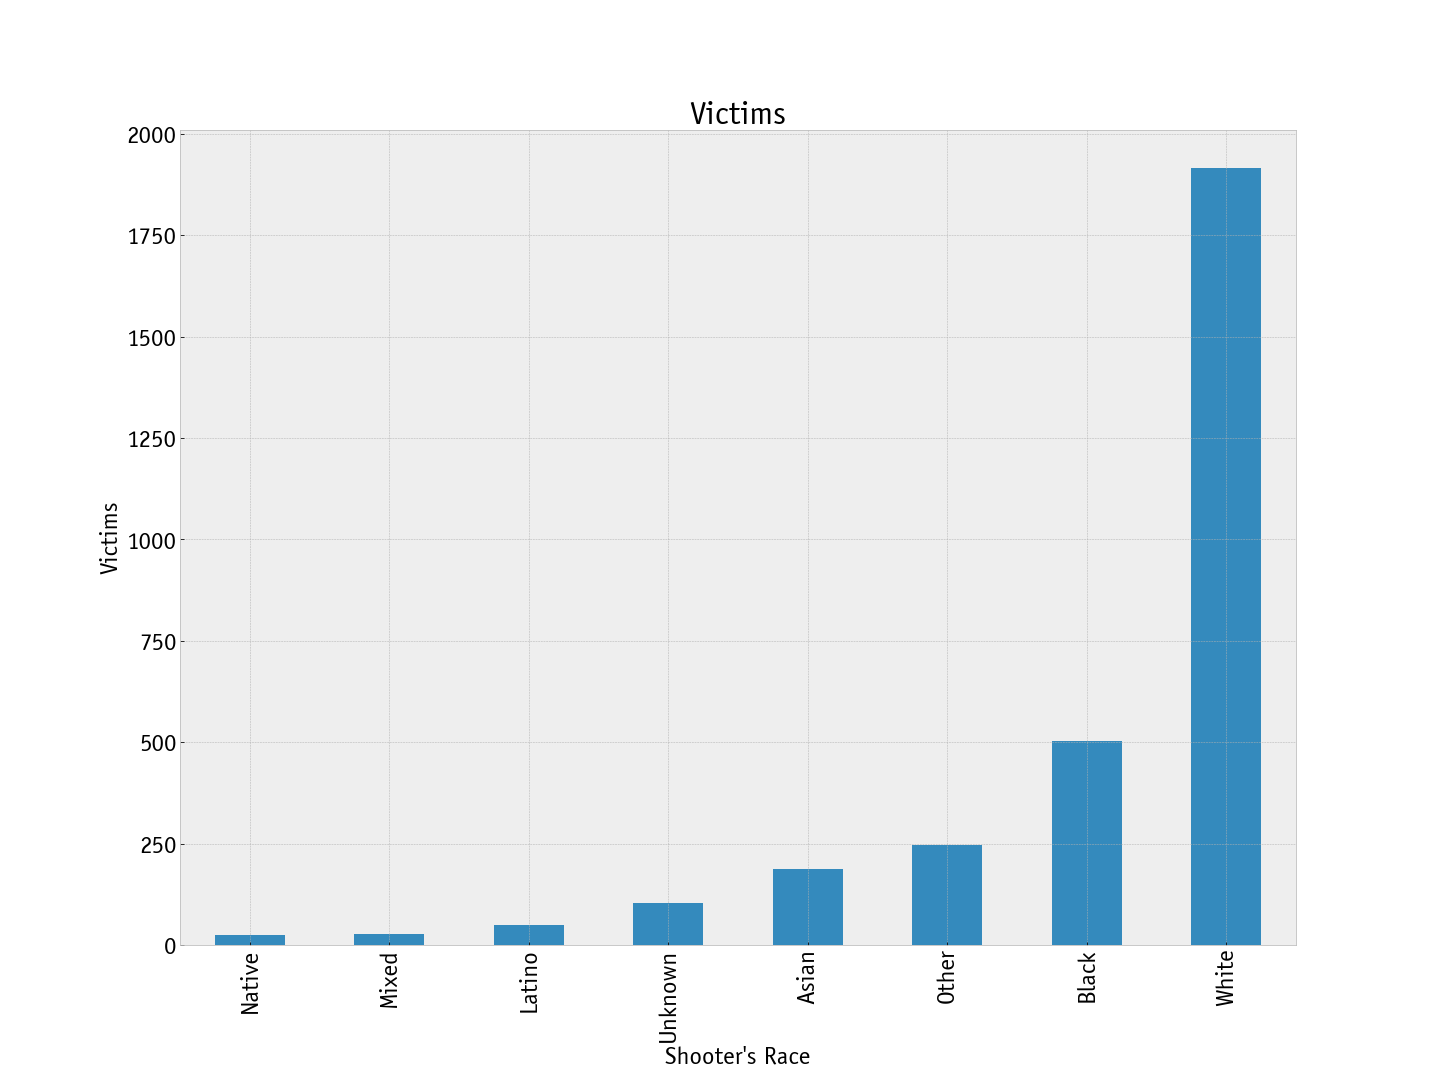 Victims
2000
1750
1500
1250
1000
750
500
250
0
Victims
Native
Mixed
Latino
Unknown
Asian
Other
Black
White
Shooter's Race